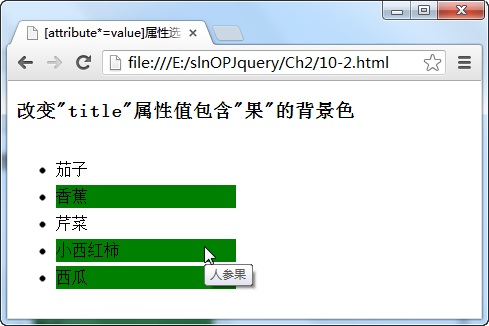 [attribute*=value]属性选
file:///E:/slnOPJquery/Ch2/10-2.html
改变"title"属性值包含"果"的背景色
茄子
香蕉
芹菜
小西红柿
人参果
西瓜